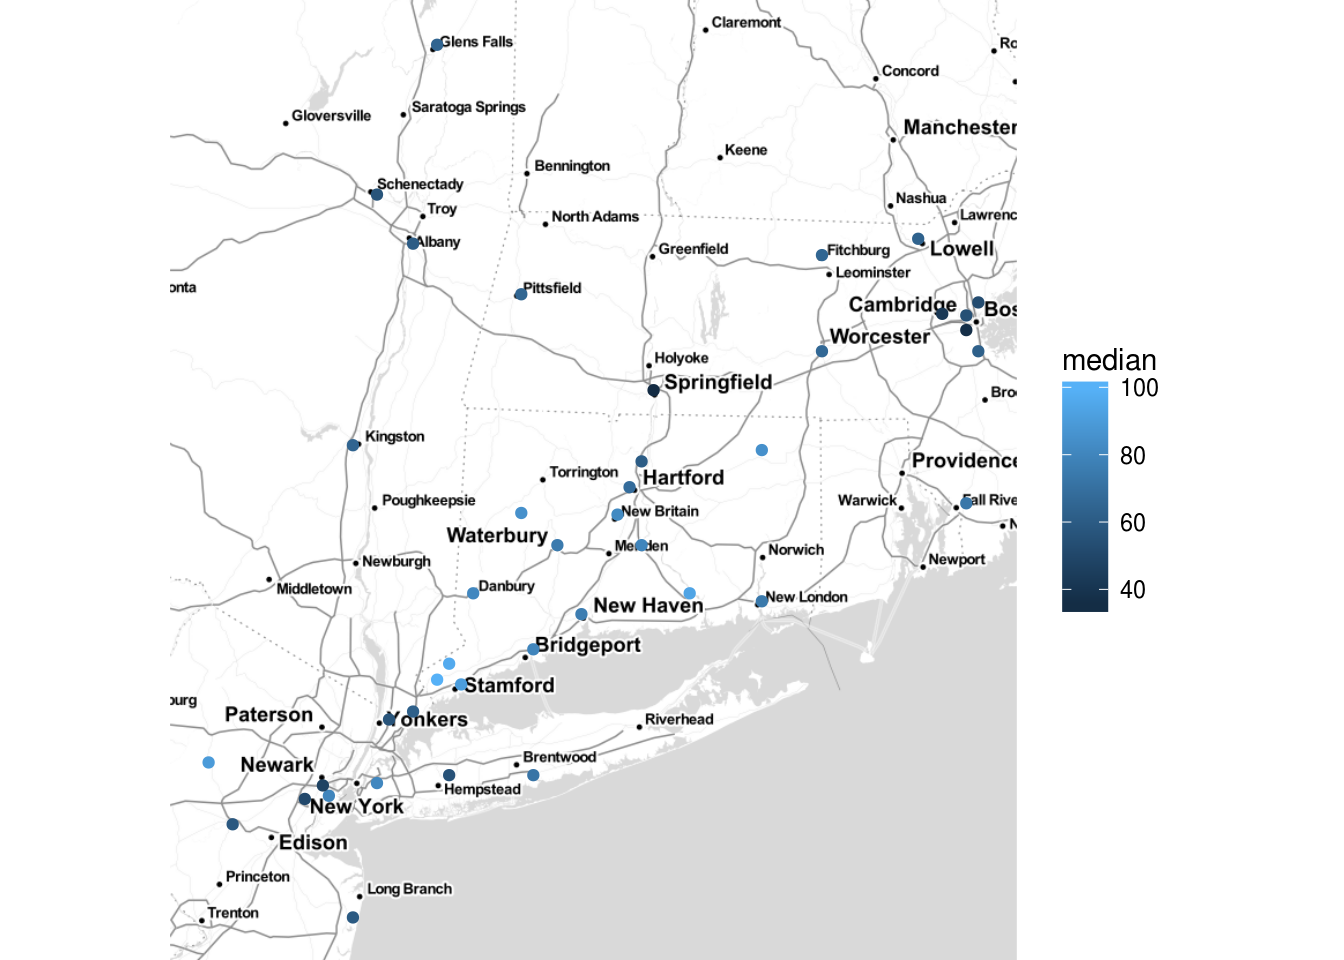 Claremont
Glens Falls
Ro
Concord
Saratoga Springs
Gloversville
Manchester
Keene
Bennington
Schenectady
Nashua
Troy
Lawrenc
North Adams
Albany
Greenfield
Fitchburg
Lowell
Leominster
onta
Pittsfield
Cambridge
Bos
Worcester
Holyoke
Springfield
Bro
Kingston
Providence
Torrington
Hartford
Poughkeepsie
Warwick
Fall Rive
New Britain
N
Waterbury
Meriden
Norwich
Newburgh
Newport
Middletown
Danbury
New London
New Haven
Bridgeport
Stamford
burg
Paterson
Yonkers
Riverhead
Newark
Brentwood
Hempstead
New York
Edison
Princeton
Long Branch
Trenton
median
100
80
60
40